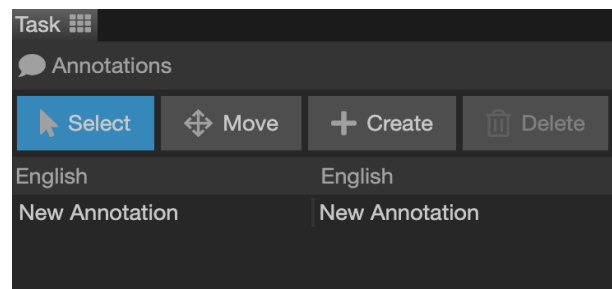 Task
Annotations
Select Move Create Delete
English English
New Annotation New Annotation